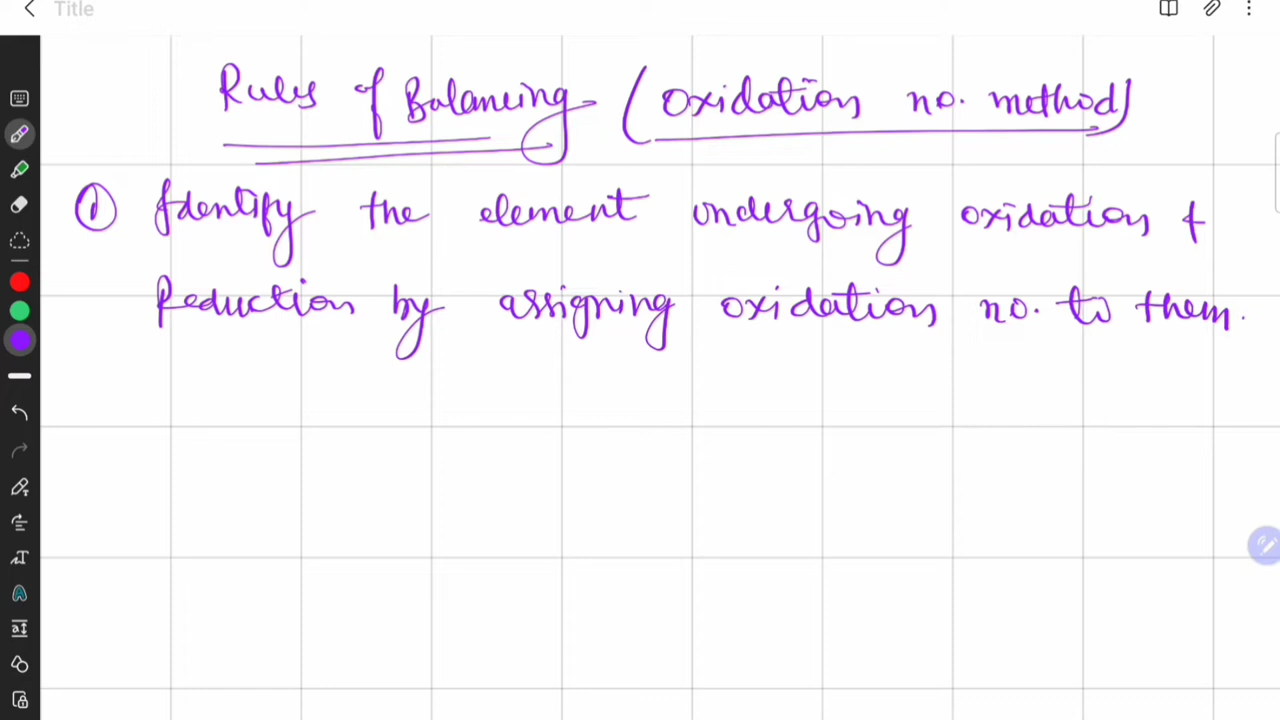 Title
Rules of Balancing (Oxidation no. method)
① Identify the element undergoing oxidation &
Reduction by assigning oxidation no. to them.